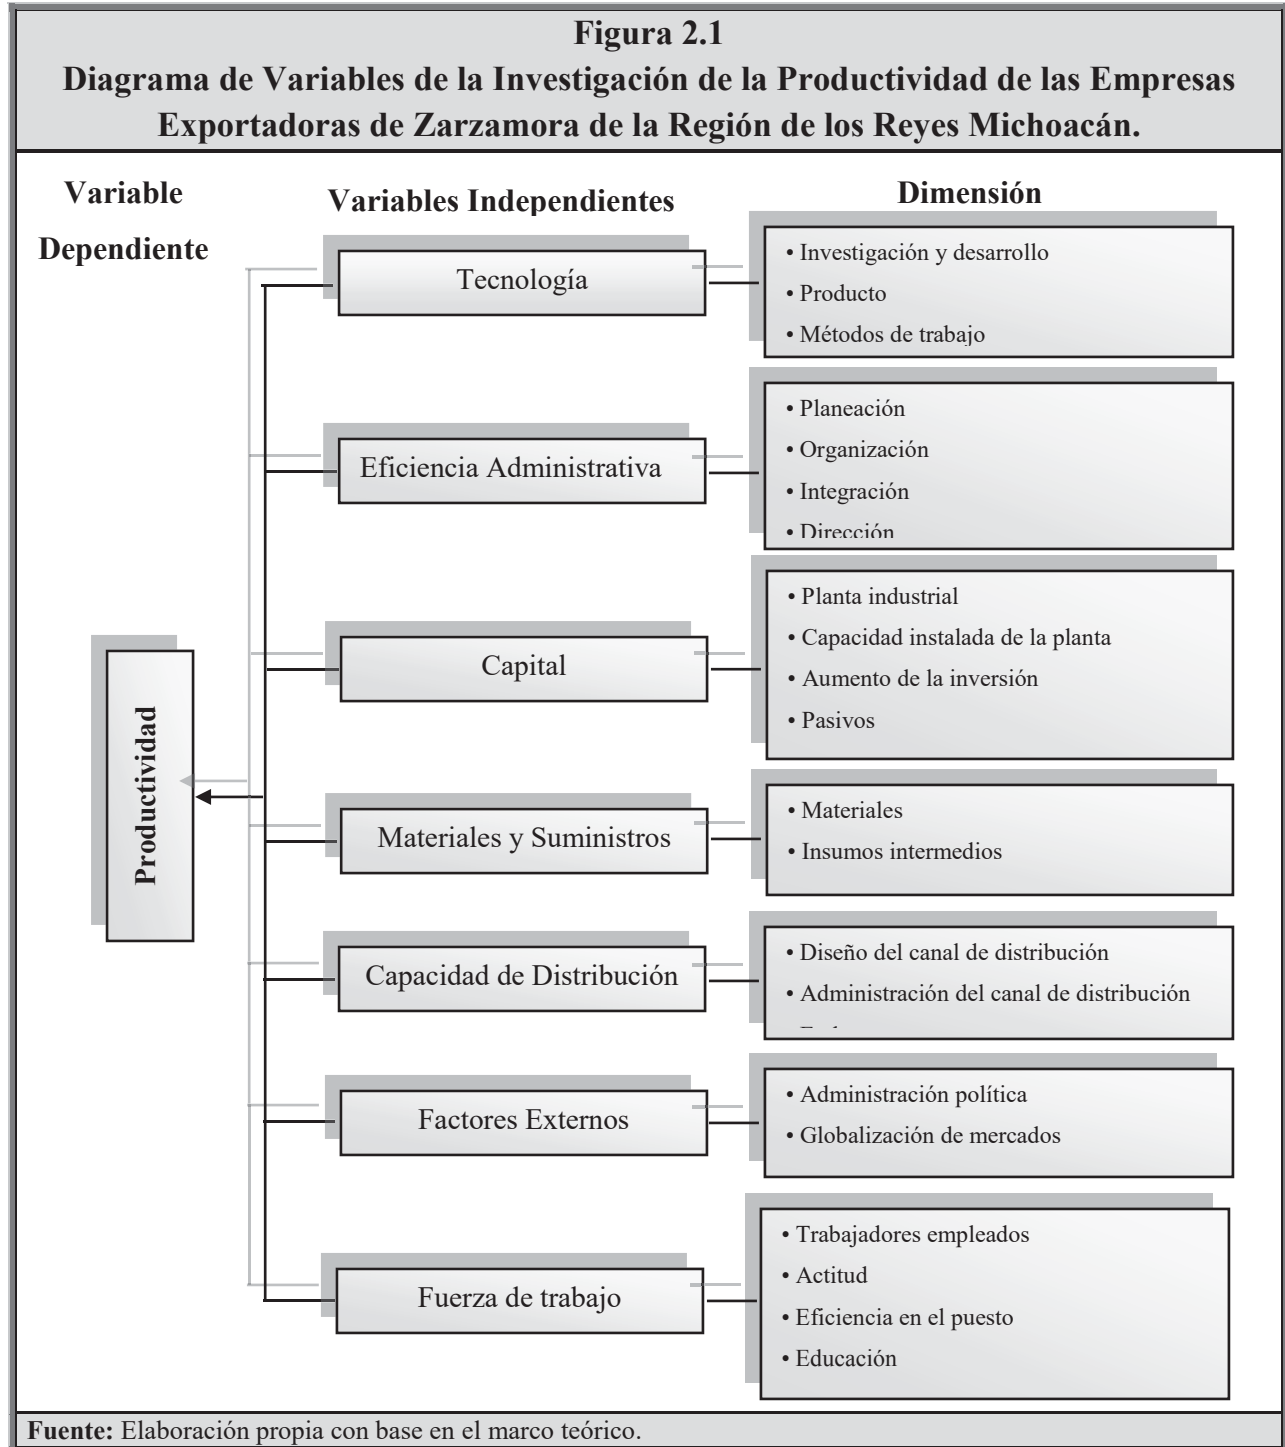 Figura 2.1
Diagrama de Variables de la Investigación de la Productividad de las Empresas
Exportadoras de Zarzamora de la Región de los Reyes Michoacán.
Variable
Dependiente
Variables Independientes
Dimensión
Productividad
Tecnología
• Investigación y desarrollo
• Producto
• Métodos de trabajo
Eficiencia Administrativa
• Planeación
• Organización
• Integración
• Dirección
Capital
• Planta industrial
• Capacidad instalada de la planta
• Aumento de la inversión
• Pasivos
Materiales y Suministros
• Materiales
• Insumos intermedios
Capacidad de Distribución
• Diseño del canal de distribución
• Administración del canal de distribución
Factores Externos
• Administración política
• Globalización de mercados
Fuerza de trabajo
• Trabajadores empleados
• Actitud
• Eficiencia en el puesto
• Educación
Fuente: Elaboración propia con base en el marco teórico.